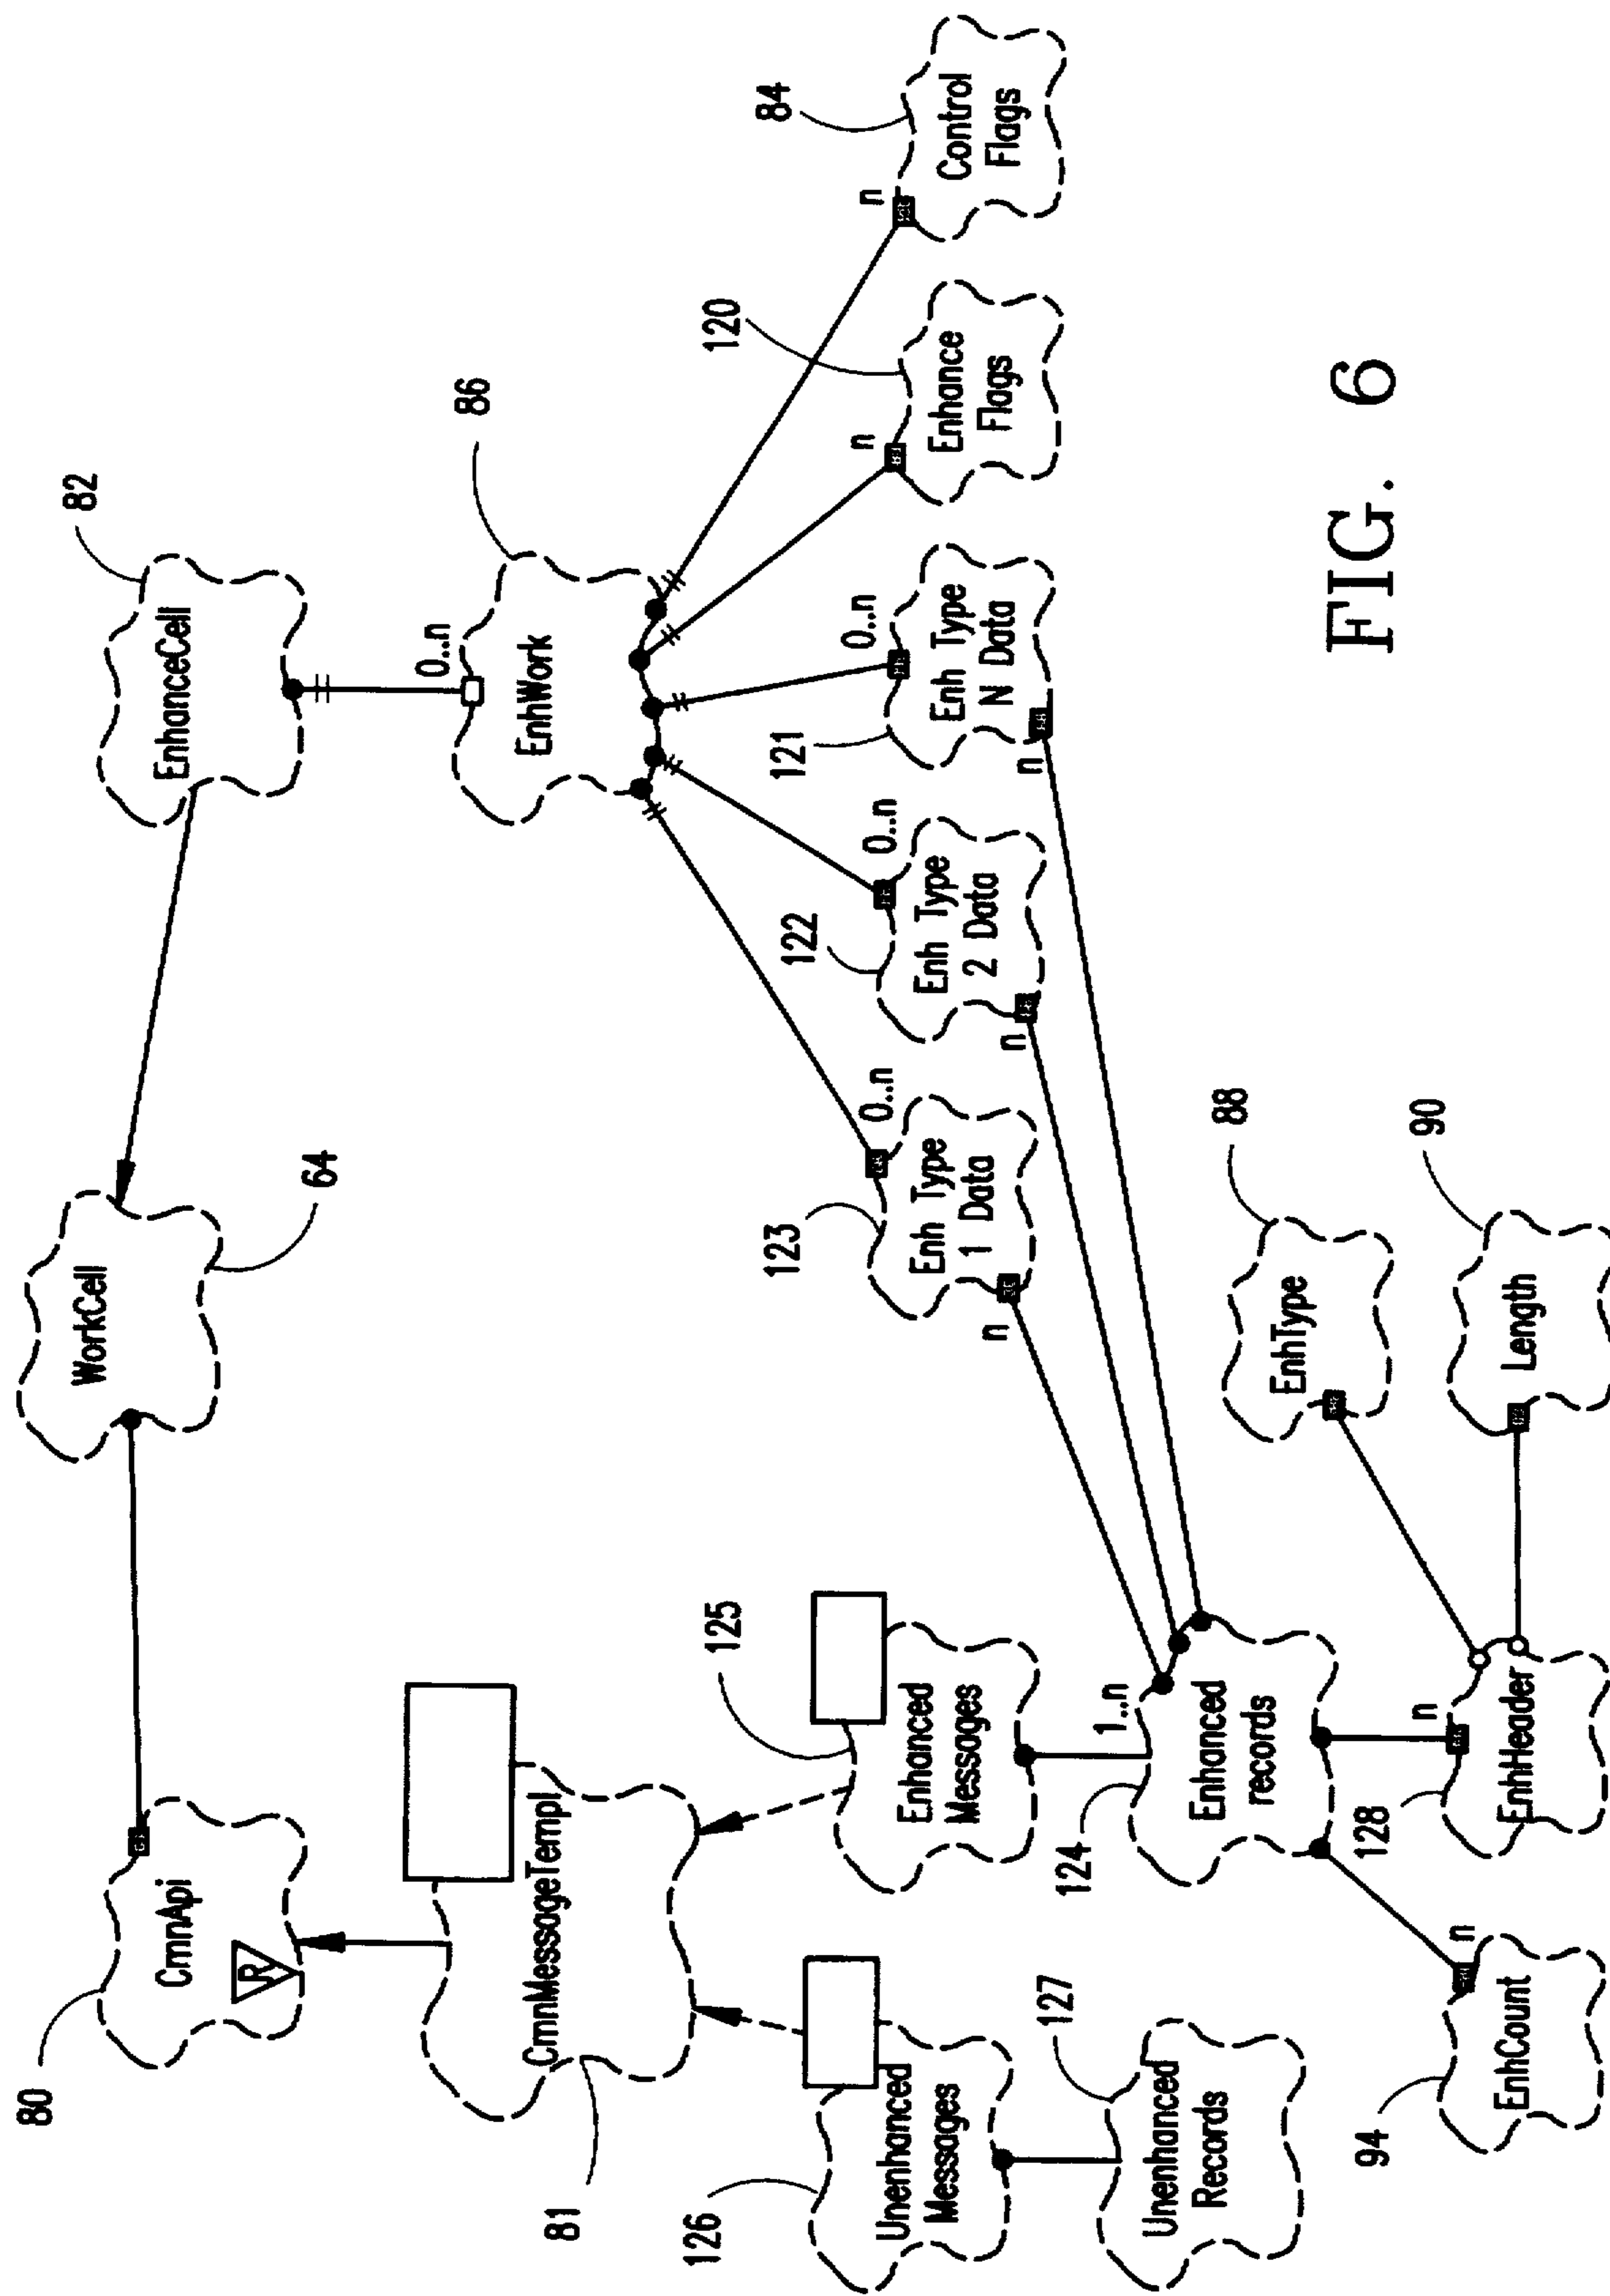 80
CmnApi
R
WorkCell
64
EnhanceCell
82
CmnMessageTempl
81
0..n
EnhWork
86
126
Unenhanced
Messages
Enhanced
Messages
125
123
0..n
Enh Type
1 Data
n
122
0..n
Enh Type
2 Data
n
121
0..n
Enh Type
N Data
n
120
n
Enhance
Flags
84
n
Control
Flags
127
Unenhanced
Records
124
1..n
Enhanced
records
94
n
EnhCount
128
n
EnhHeader
88
EnhType
90
Length
FIG. 6